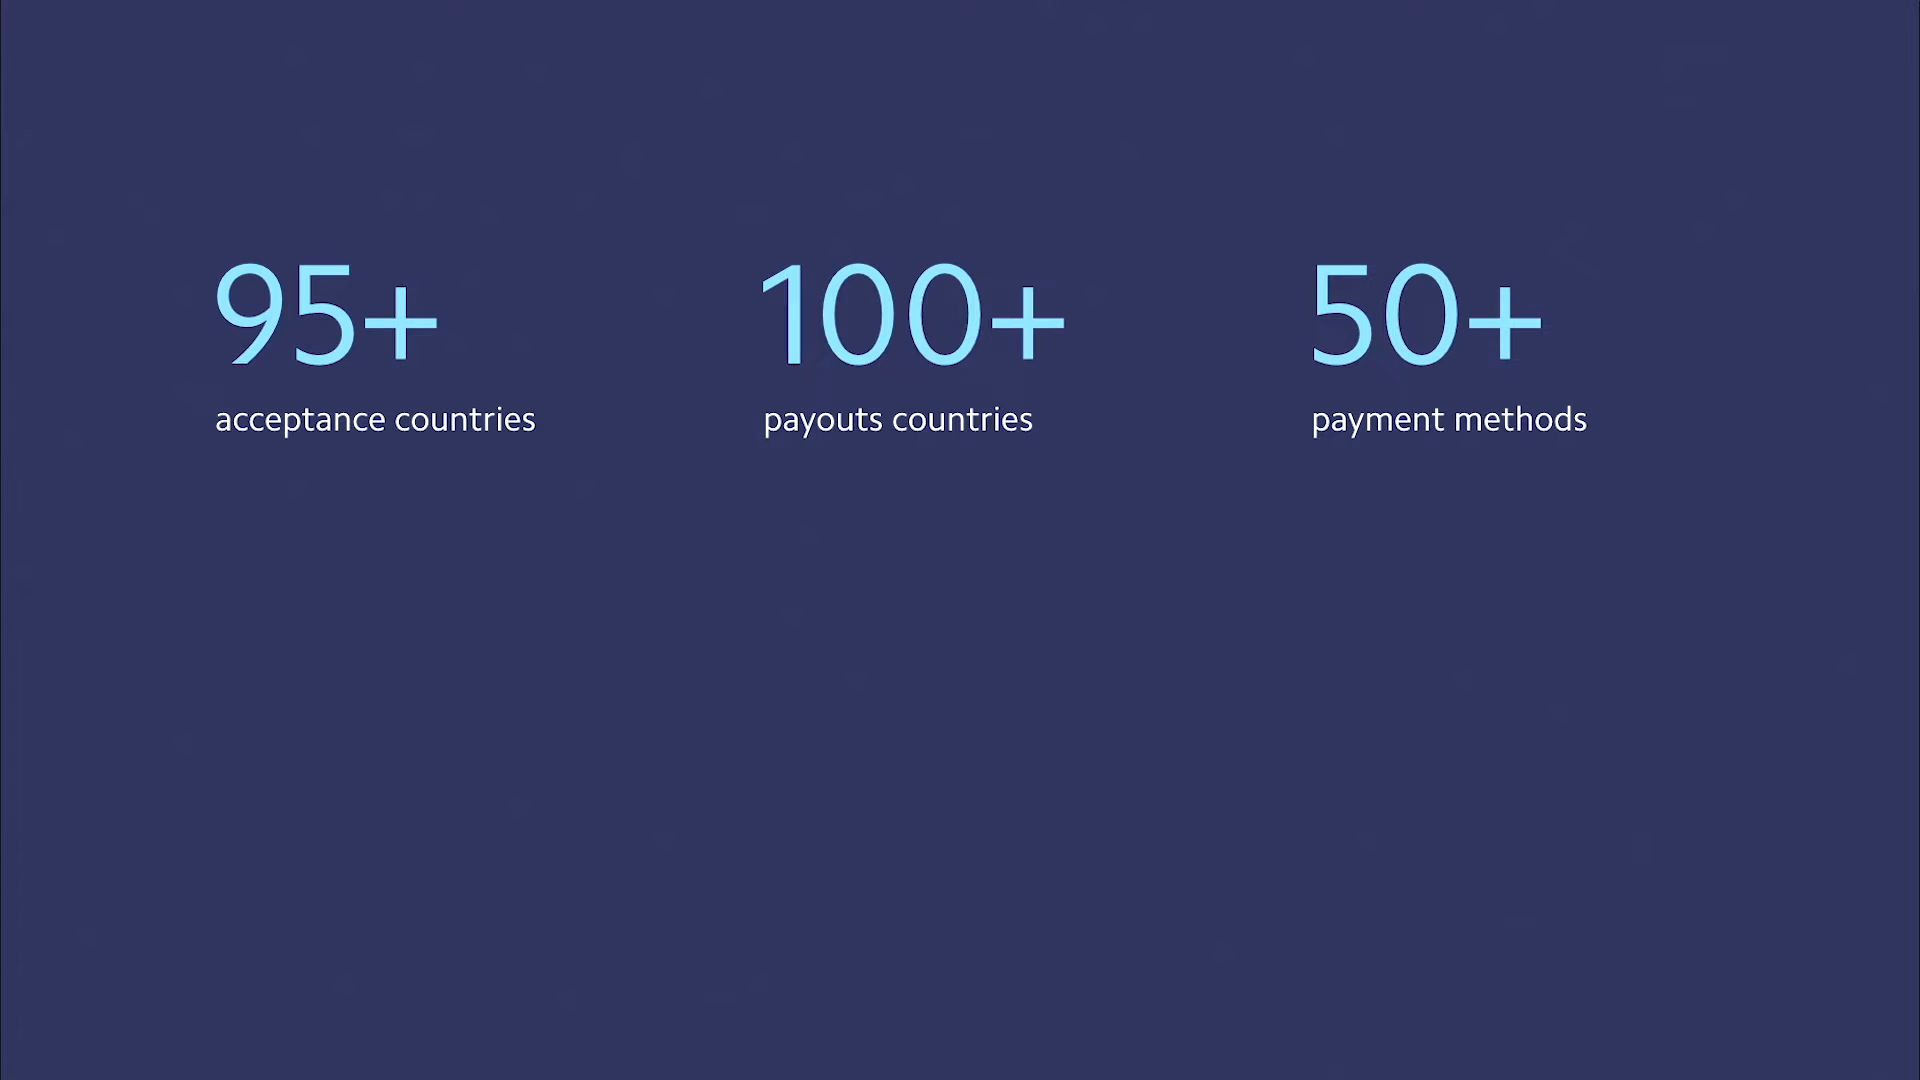 95+
acceptance countries
100+
payouts countries
50+
payment methods